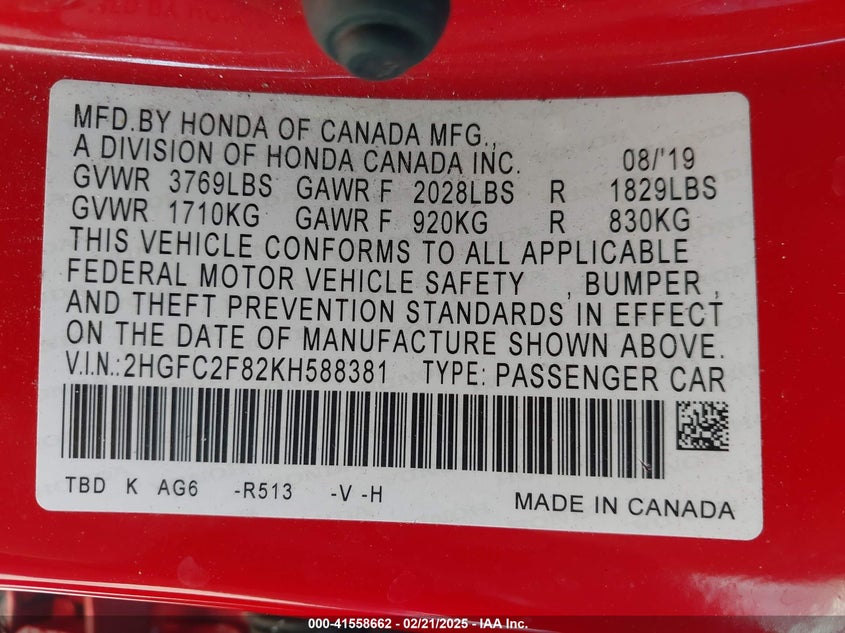 MFD.BY HONDA OF CANADA MFG.,
A DIVISION OF HONDA CANADA INC. 08/'19
GVWR 3769LBS GAWR F 2028LBS R 1829LBS
GVWR 1710KG GAWR F 920KG R 830KG
THIS VEHICLE CONFORMS TO ALL APPLICABLE
FEDERAL MOTOR VEHICLE SAFETY , BUMPER ,
AND THEFT PREVENTION STANDARDS IN EFFECT
ON THE DATE OF MANUFACTURE SHOWN ABOVE.
V.I.N.:2HGFC2F82KH588381 TYPE: PASSENGER CAR
TBD K AG6 -R513 -V -H
MADE IN CANADA
000-41558662 - 02/21/2025 - IAA Inc.